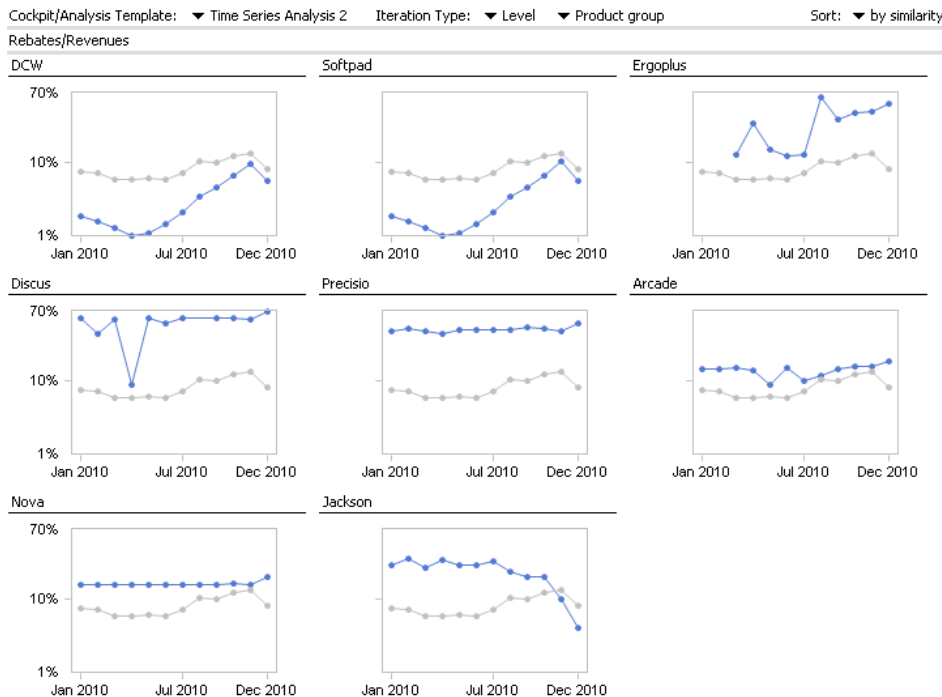 Cockpit/Analysis Template: ▼ Time Series Analysis 2 Iteration Type: ▼ Level ▼ Product group Sort: ▼ by similarity
Rebates/Revenues
DCW Softpad Ergoplus
70%
10%
1%
Jan 2010 Jul 2010 Dec 2010 Jan 2010 Jul 2010 Dec 2010 Jan 2010 Jul 2010 Dec 2010
Discus Precisio Arcade
70%
10%
1%
Jan 2010 Jul 2010 Dec 2010 Jan 2010 Jul 2010 Dec 2010 Jan 2010 Jul 2010 Dec 2010
Nova Jackson
70%
10%
1%
Jan 2010 Jul 2010 Dec 2010 Jan 2010 Jul 2010 Dec 2010